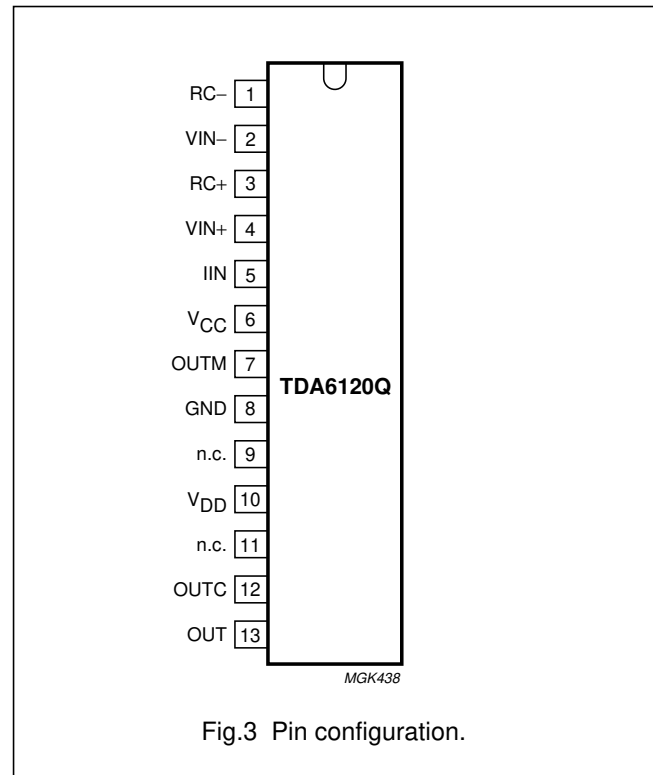 RC− 1
VIN− 2
RC+ 3
VIN+ 4
IIN 5
VCC 6
OUTM 7
TDA6120Q
GND 8
n.c. 9
VDD 10
n.c. 11
OUTC 12
OUT 13
MGK438
Fig.3 Pin configuration.